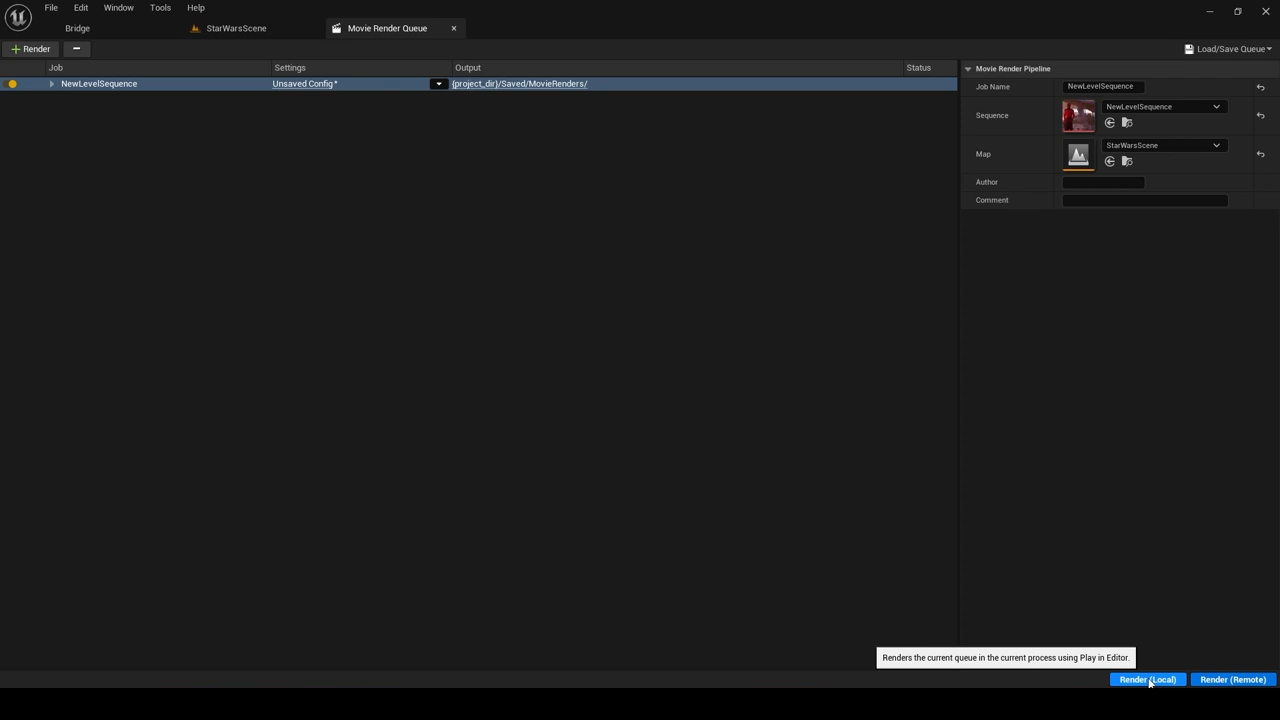 File Edit Window Tools Help
Bridge StarWarsScene Movie Render Queue
Render Load/Save Queue
Job Settings Output Status
NewLevelSequence Unsaved Config* {project_dir}/Saved/MovieRenders/
Movie Render Pipeline
Job Name NewLevelSequence
Sequence NewLevelSequence
Map StarWarsScene
Author
Comment
Renders the current queue in the current process using Play in Editor.
Render (Local) Render (Remote)